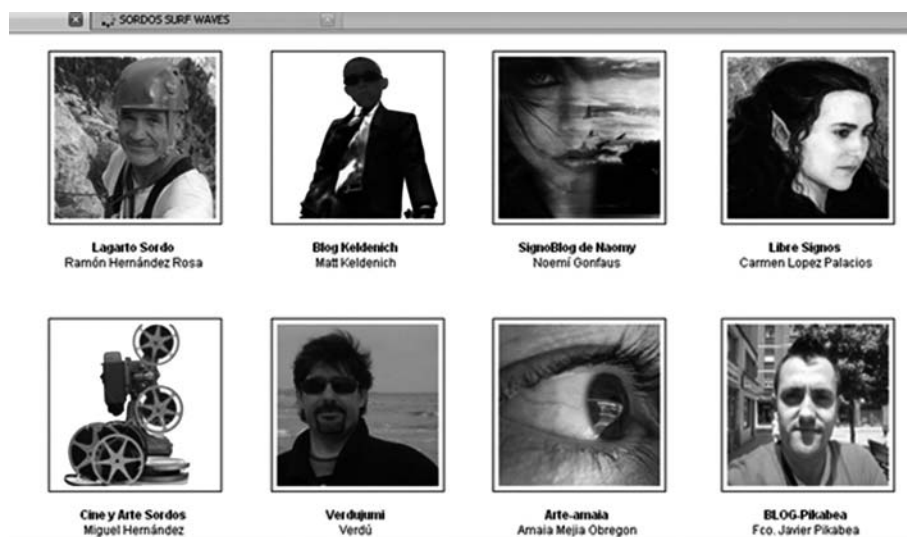 SORDOS SURF WAVES
Lagarto Sordo
Ramón Hernández Rosa
Blog Keldenich
Matt Keldenich
SignoBlog de Naomy
Noemí Gonfaus
Libre Signos
Carmen Lopez Palacios
Cine y Arte Sordos
Miguel Hernández
Verdujumi
Verdú
Arte-amaia
Amaia Mejia Obregon
BLOG-Pikabea
Fco. Javier Pikabea